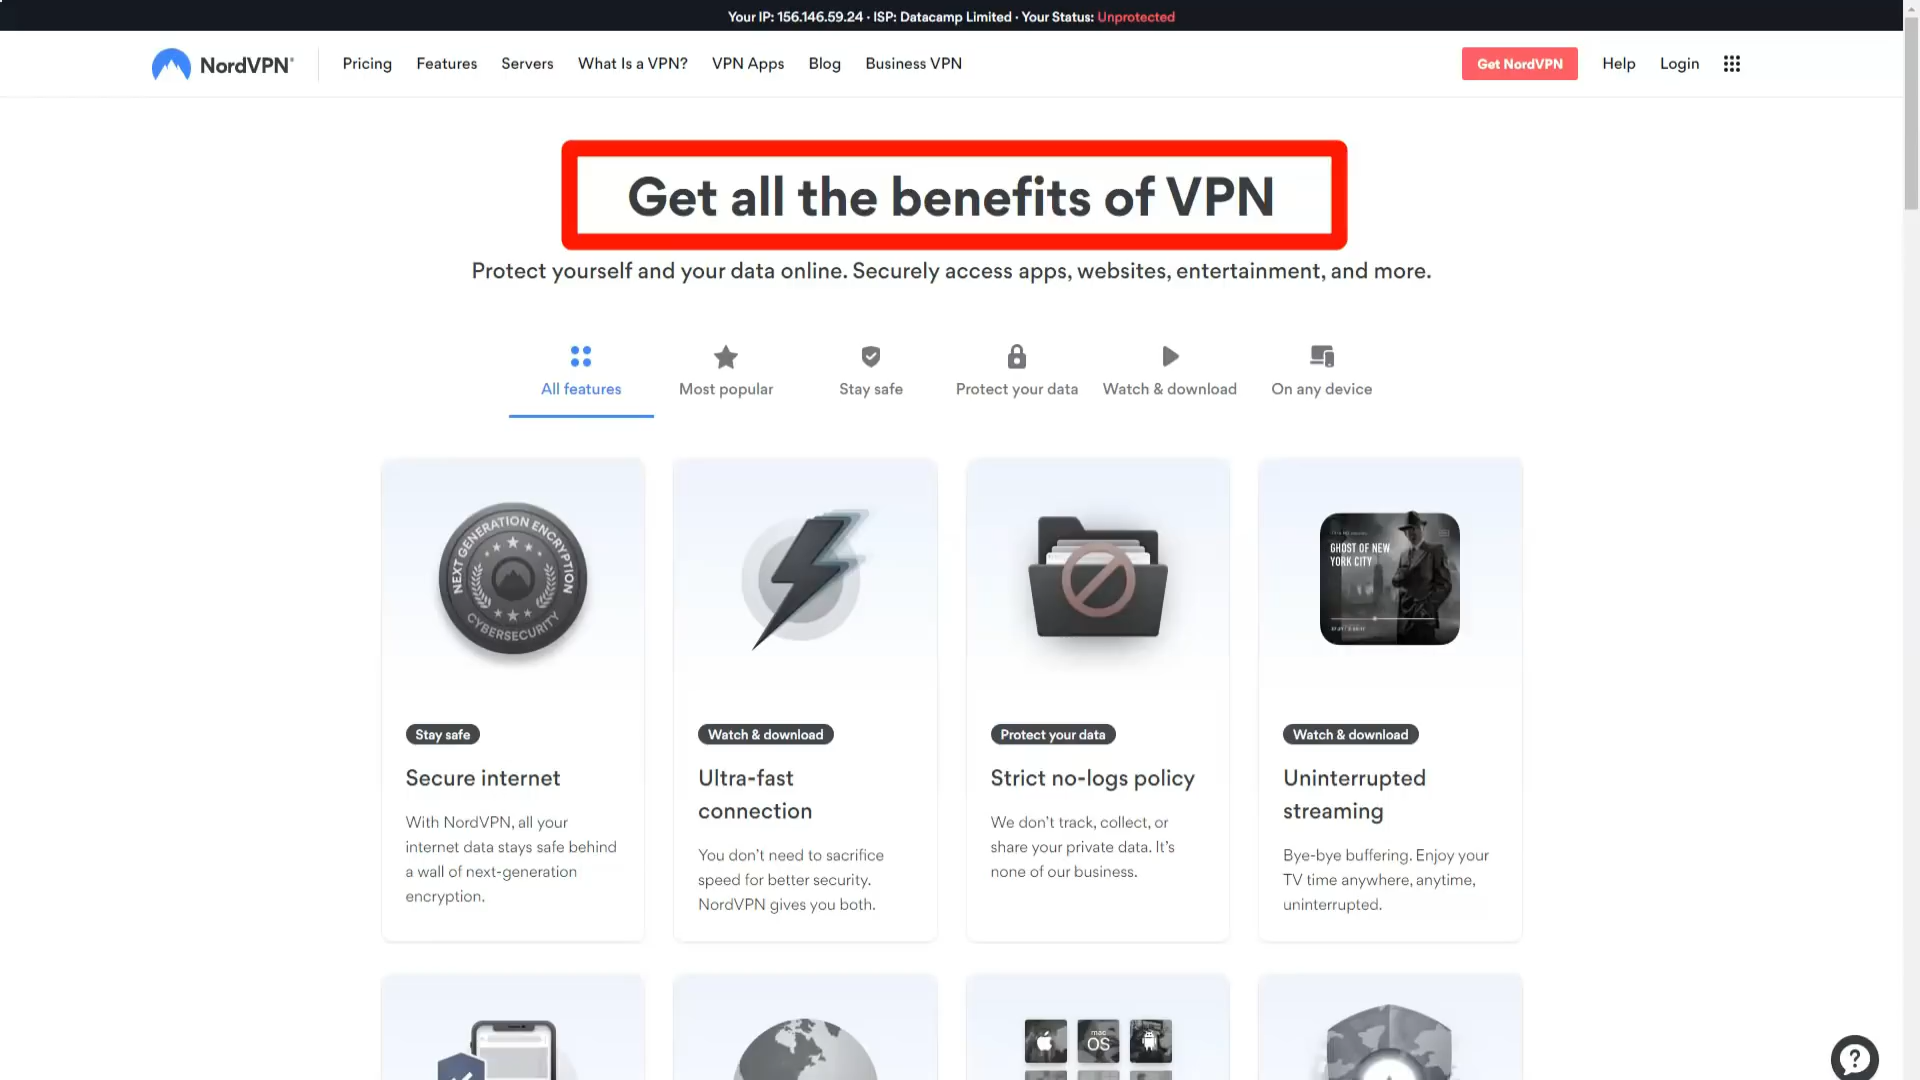 Your IP: 156.146.59.24 · ISP: Datacamp Limited · Your Status: Unprotected
NordVPN®
Pricing
Features
Servers
What Is a VPN?
VPN Apps
Blog
Business VPN
Get NordVPN
Help
Login
Get all the benefits of VPN
Protect yourself and your data online. Securely access apps, websites, entertainment, and more.
All features
Most popular
Stay safe
Protect your data
Watch & download
On any device
NEXT GENERATION ENCRYPTION
CYBERSECURITY
GHOST OF NEW
YORK CITY
Stay safe
Secure internet
With NordVPN, all your
internet data stays safe behind
a wall of next-generation
encryption.
Watch & download
Ultra-fast
connection
You don’t need to sacrifice
speed for better security.
NordVPN gives you both.
Protect your data
Strict no-logs policy
We don’t track, collect, or
share your private data. It’s
none of our business.
Watch & download
Uninterrupted
streaming
Bye-bye buffering. Enjoy your
TV time anywhere, anytime,
uninterrupted.
mac
OS